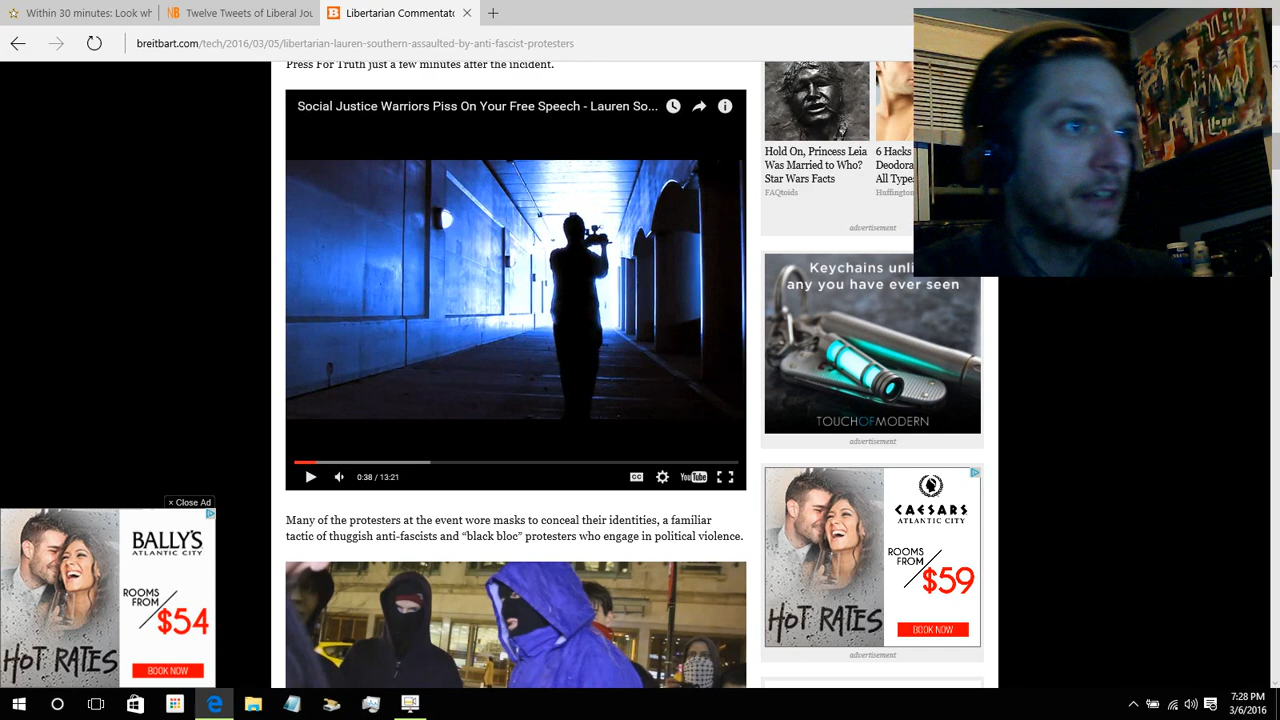 Within 30 minutes: Look wh
Twelve Tweets of Liberal Jou
Libertarian Commentato
breitbart.com/tech/2016/03/05/libertarian-lauren-southern-assaulted-by-anti-fascist-protesters
Press For Truth just a few minutes after the incident.
Social Justice Warriors Piss On Your Free Speech - Lauren So...
0:38 / 13:21
CC
YouTube
Many of the protesters at the event wore masks to conceal their identities, a familiar
tactic of thuggish anti-fascists and “black bloc” protesters who engage in political violence.
Hold On, Princess Leia
Was Married to Who?
Star Wars Facts
FAQtoids
6 Hacks
Deodora
All Type
Huffington
advertisement
Keychains unli
any you have ever seen
TOUCHOFMODERN
advertisement
CAESARS
ATLANTIC CITY
ROOMS
FROM
$59
HOT RATES
BOOK NOW
advertisement
× Close Ad
BALLY'S
ATLANTIC CITY
ROOMS
FROM
$54
HOT RATES
BOOK NOW
7:28 PM
3/6/2016